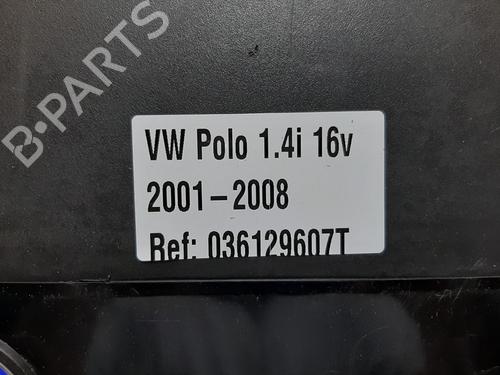 B-PARTS
VW Polo 1.4i 16v
2001-2008
Ref: 036129607T